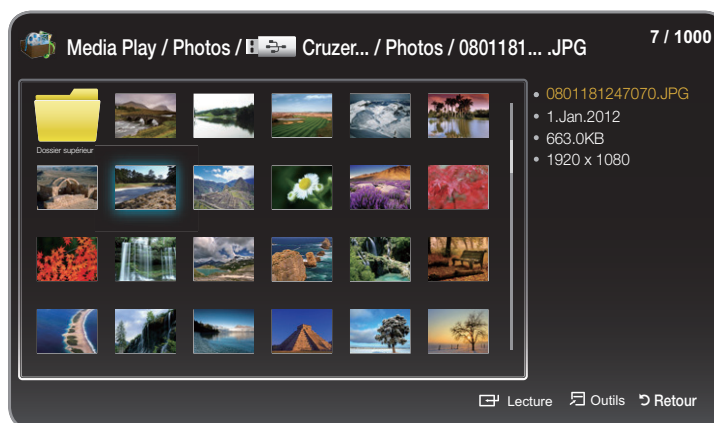 Media Play / Photos / Cruzer... / Photos / 0801181... .JPG
7 / 1000
Dossier supérieur
• 0801181247070.JPG
• 1.Jan.2012
• 663.0KB
• 1920 x 1080
Lecture Outils Retour